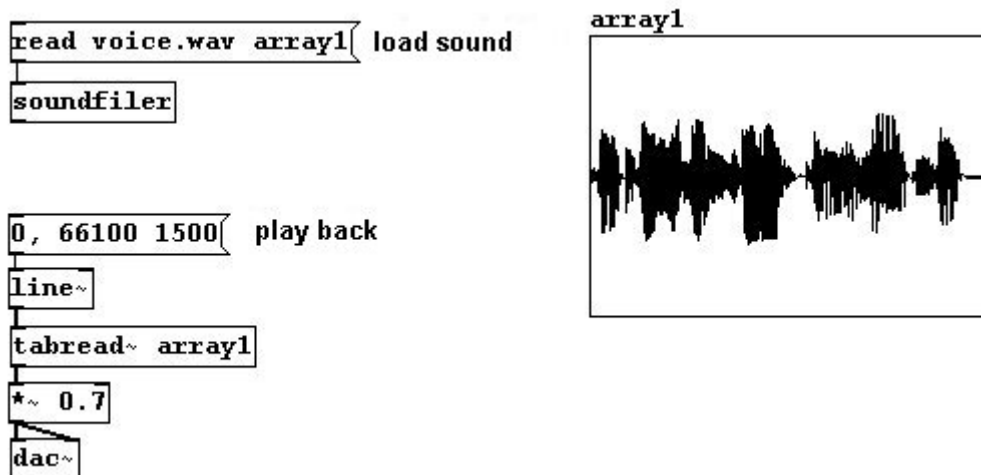 read voice.wav array1
load sound
soundfiler
array1
0, 66100 1500
play back
line~
tabread~ array1
*~ 0.7
dac~